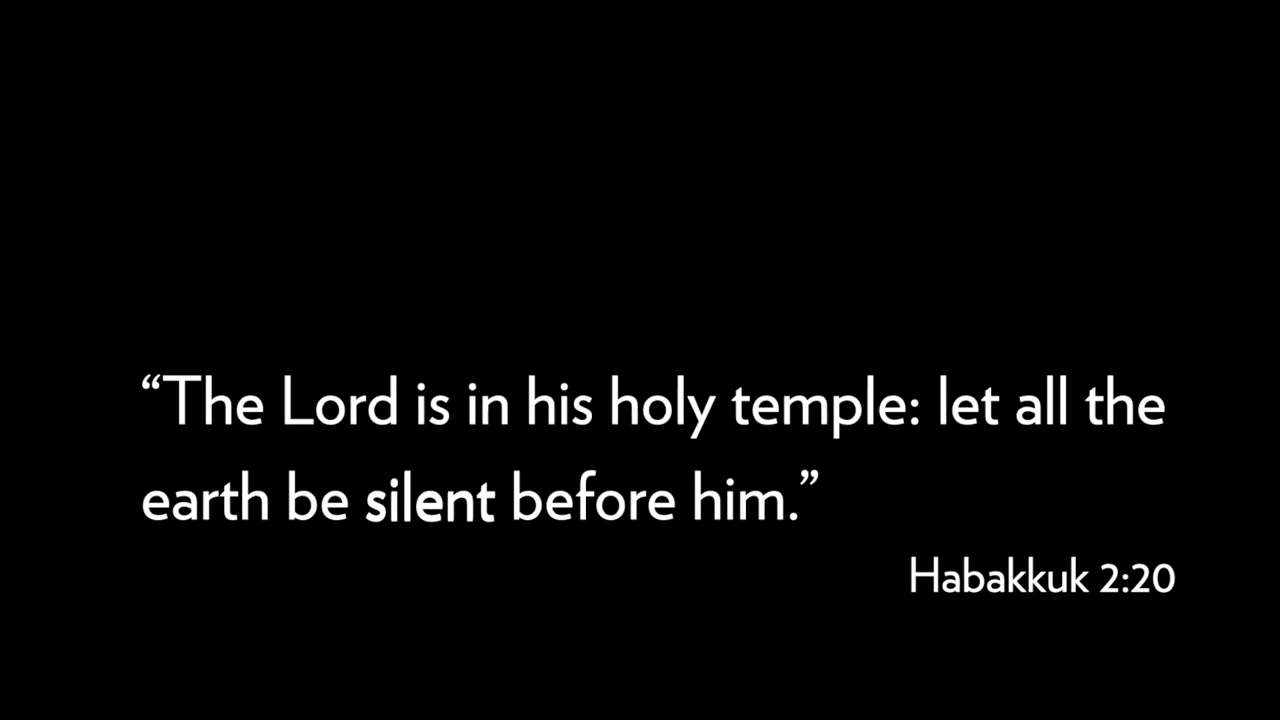 “The Lord is in his holy temple: let all the
earth be silent before him.”
Habakkuk 2:20